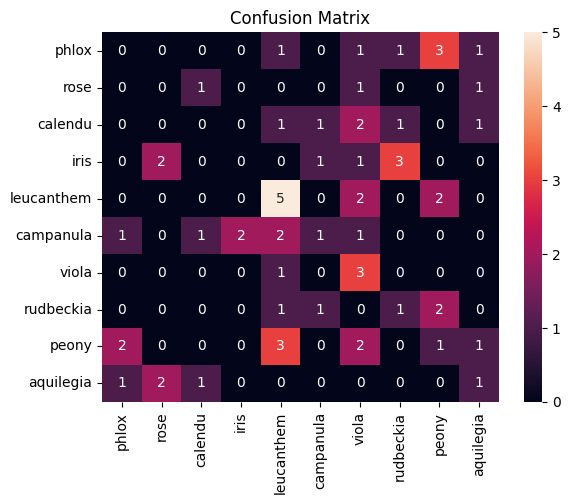 Confusion Matrix
phlox 0 0 0 0 1 0 1 1 3 1
rose 0 0 1 0 0 0 1 0 0 1
calendu 0 0 0 0 1 1 2 1 0 1
iris 0 2 0 0 0 1 1 3 0 0
leucanthem 0 0 0 0 5 0 2 0 2 0
campanula 1 0 1 2 2 1 1 0 0 0
viola 0 0 0 0 1 0 3 0 0 0
rudbeckia 0 0 0 0 1 1 0 1 2 0
peony 2 0 0 0 3 0 2 0 1 1
aquilegia 1 2 1 0 0 0 0 0 0 1
phlox rose calendu iris leucanthem campanula viola rudbeckia peony aquilegia
5
4
3
2
1
0